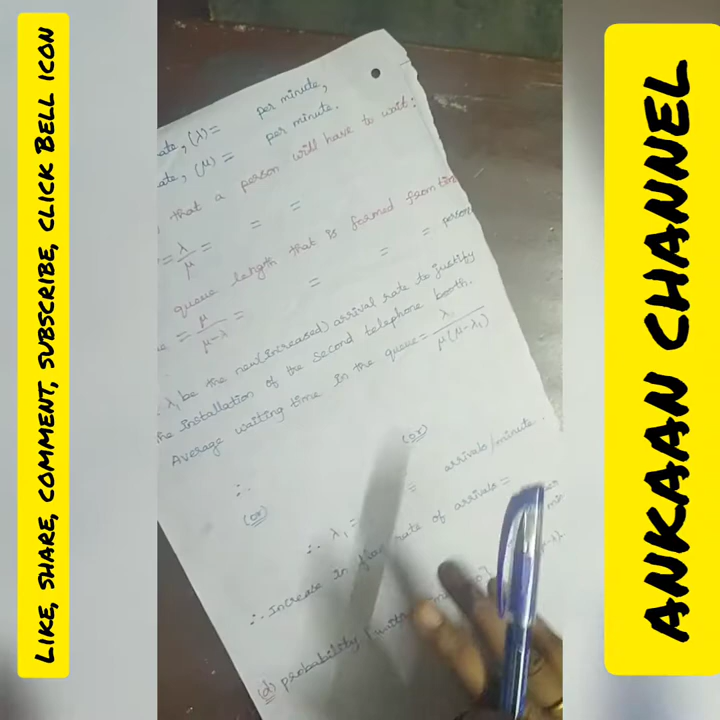 LIKE, SHARE, COMMENT, SUBSCRIBE, CLICK BELL ICON
ate, (λ) = per minute,
ate, (μ) = per minute.
that a person will have to wait:
= λ/μ = = =
queue length that is formed from tim
= μ/μ-λ = = = person
λ₁ be the new (increased) arrival rate to justify
he installation of the second telephone booth.
Average waiting time in the queue = λ₁/μ(μ-λ₁)
(or)
∴
(or)
∴ λ₁ = = arrivals/minute.
∴ Increase in rate of arrivals = per
(d) probability
ANKAAN CHANNEL